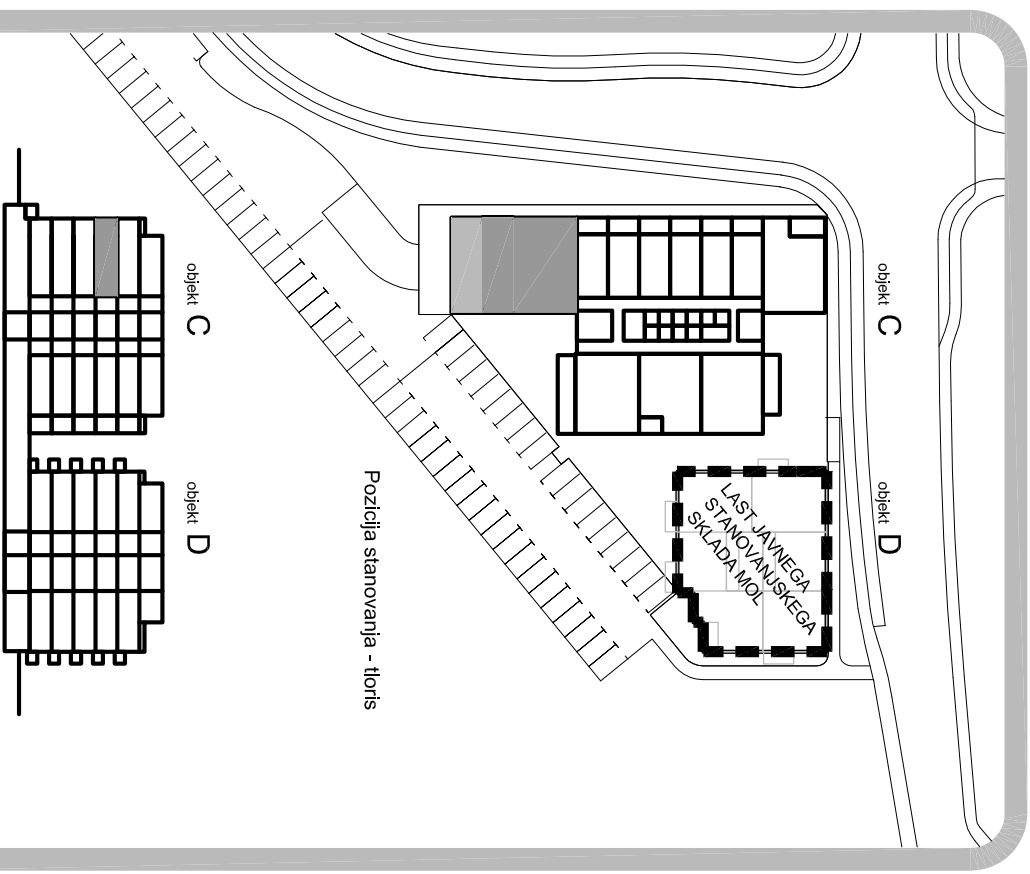 objekt C
objekt D
LAST JAVNEGA
STANOVANJSKEGA
SKLADA MOL
Pozicija stanovanja - tloris
objekt C
objekt D